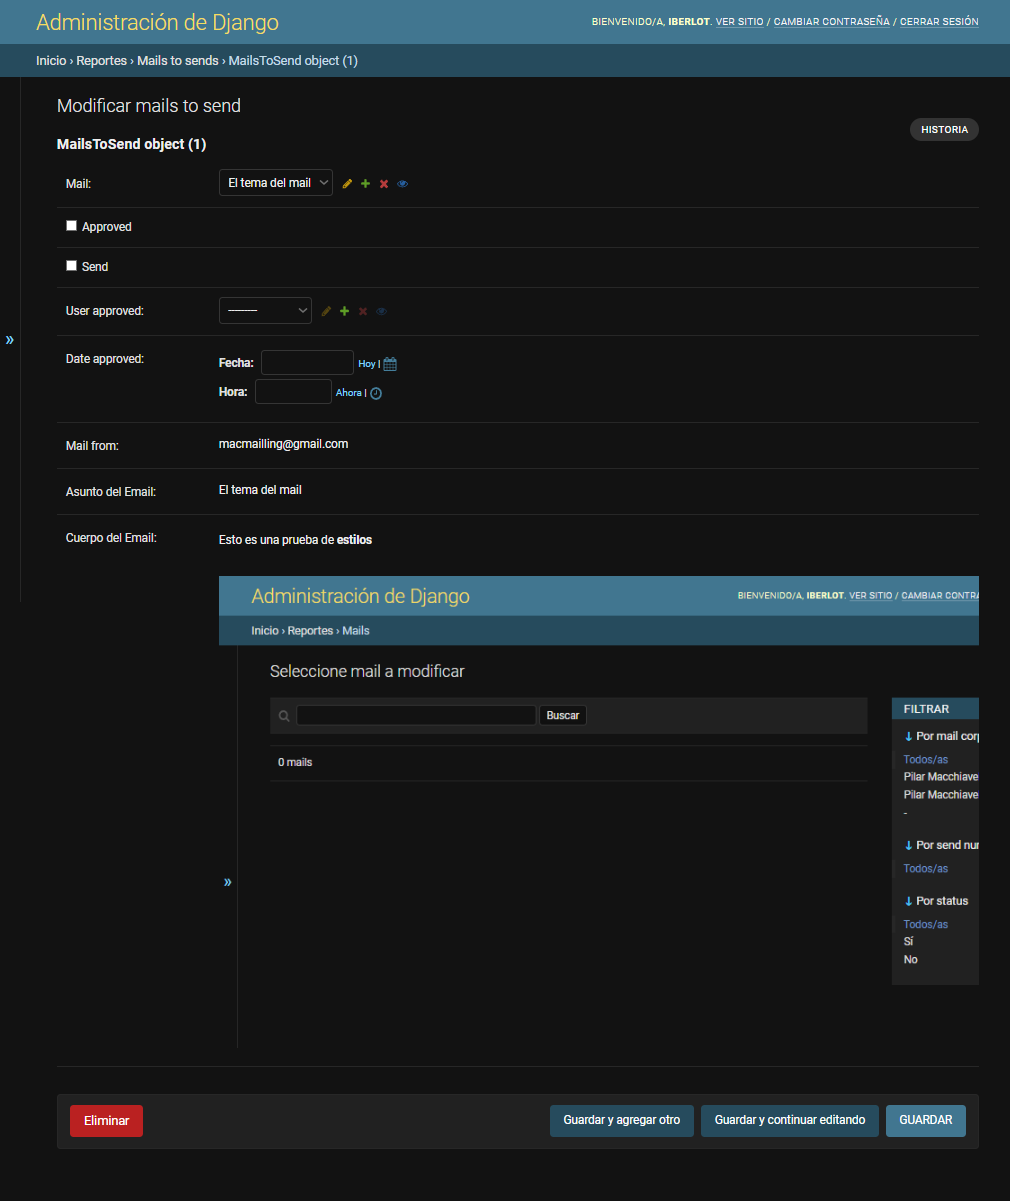 Administración de Django
BIENVENIDO/A, IBERLOT. VER SITIO / CAMBIAR CONTRASEÑA / CERRAR SESIÓN
Inicio › Reportes › Mails to sends › MailsToSend object (1)
Modificar mails to send
HISTORIA
MailsToSend object (1)
Mail: El tema del mail
Approved
Send
User approved: ---------
»
Date approved: Fecha: Hoy |
Hora: Ahora |
Mail from: macmailling@gmail.com
Asunto del Email: El tema del mail
Cuerpo del Email: Esto es una prueba de estilos
Administración de Django
BIENVENIDO/A, IBERLOT. VER SITIO / CAMBIAR CONTRA
Inicio › Reportes › Mails
Seleccione mail a modificar
FILTRAR
Buscar
↓ Por mail corp
0 mails
Todos/as
Pilar Macchiave
Pilar Macchiave
-
↓ Por send nu
Todos/as
»
↓ Por status
Todos/as
Sí
No
Eliminar
Guardar y agregar otro
Guardar y continuar editando
GUARDAR